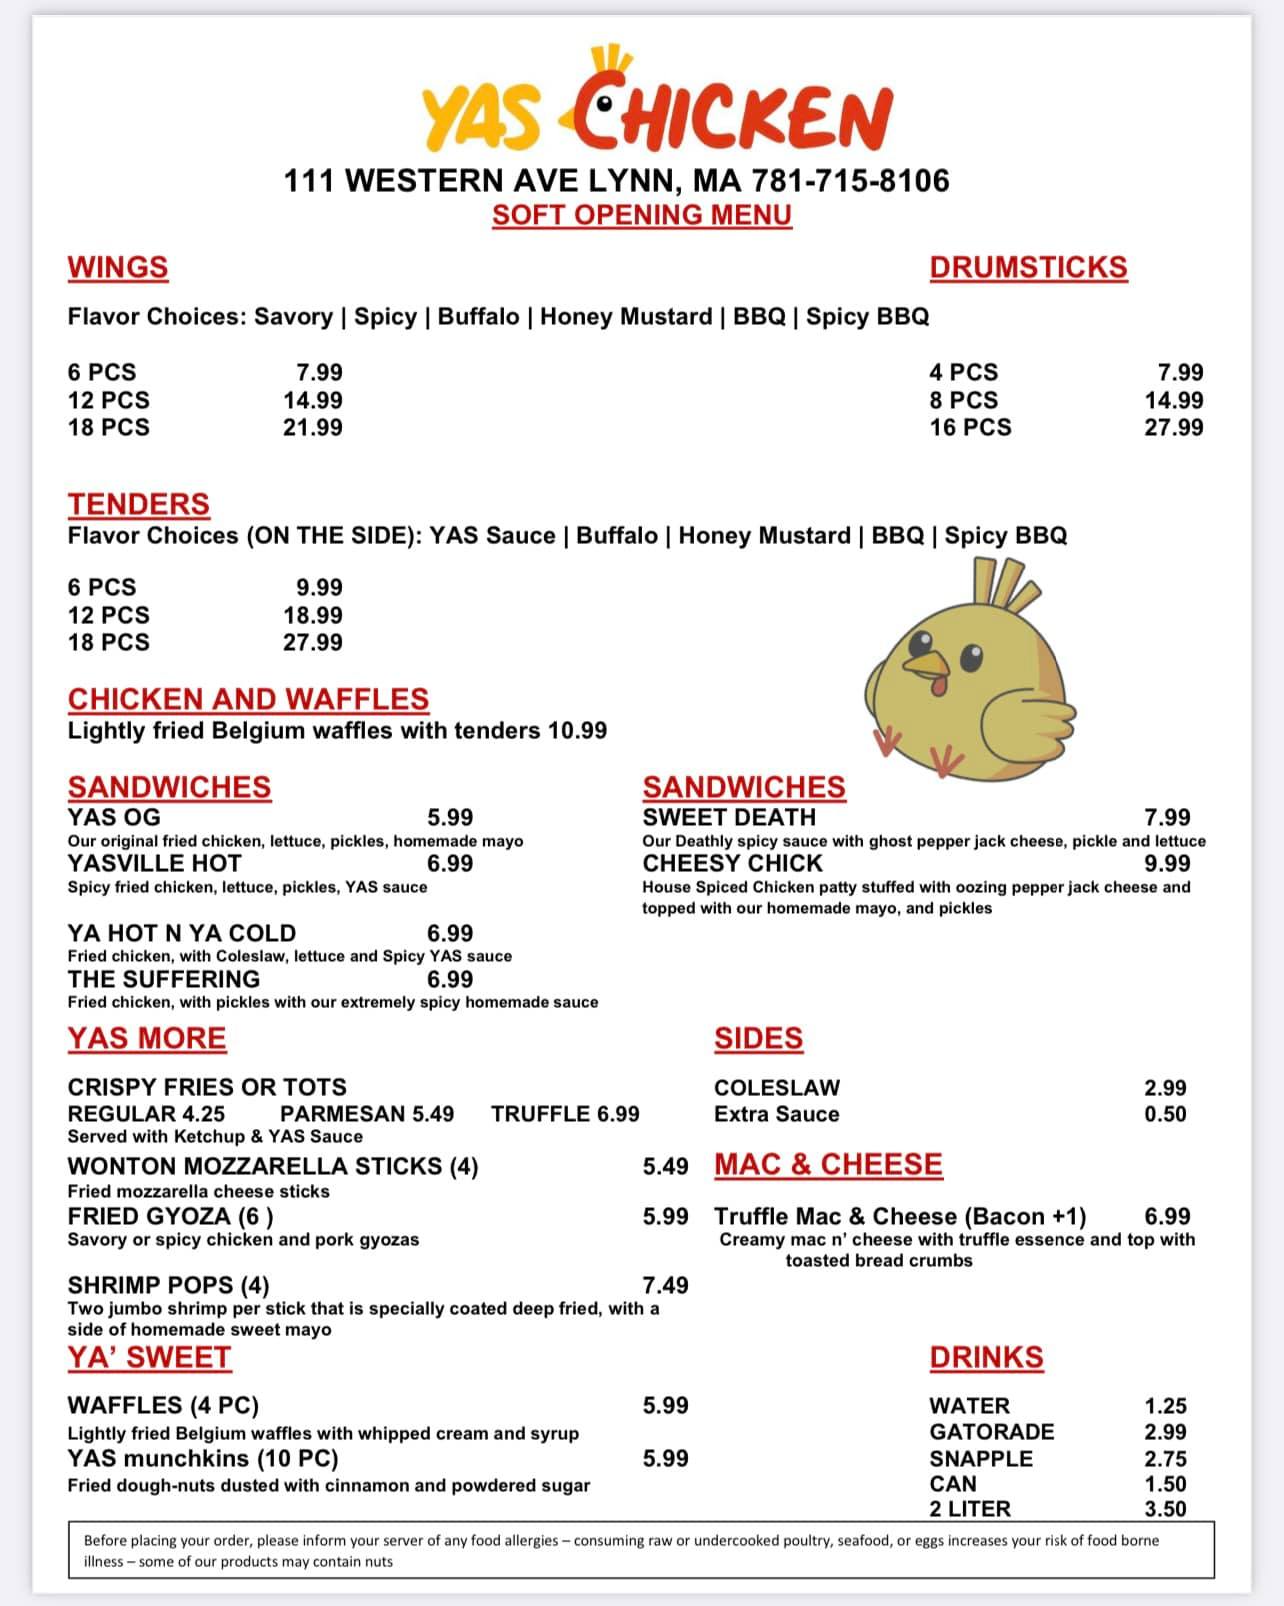 YAS CHICKEN
111 WESTERN AVE LYNN, MA 781-715-8106
SOFT OPENING MENU
WINGS DRUMSTICKS
Flavor Choices: Savory | Spicy | Buffalo | Honey Mustard | BBQ | Spicy BBQ
6 PCS 7.99 4 PCS 7.99
12 PCS 14.99 8 PCS 14.99
18 PCS 21.99 16 PCS 27.99
TENDERS
Flavor Choices (ON THE SIDE): YAS Sauce | Buffalo | Honey Mustard | BBQ | Spicy BBQ
6 PCS 9.99
12 PCS 18.99
18 PCS 27.99
CHICKEN AND WAFFLES
Lightly fried Belgium waffles with tenders 10.99
SANDWICHES
YAS OG 5.99
Our original fried chicken, lettuce, pickles, homemade mayo
YASVILLE HOT 6.99
Spicy fried chicken, lettuce, pickles, YAS sauce
YA HOT N YA COLD 6.99
Fried chicken, with Coleslaw, lettuce and Spicy YAS sauce
THE SUFFERING 6.99
Fried chicken, with pickles with our extremely spicy homemade sauce
SANDWICHES
SWEET DEATH 7.99
Our Deathly spicy sauce with ghost pepper jack cheese, pickle and lettuce
CHEESY CHICK 9.99
House Spiced Chicken patty stuffed with oozing pepper jack cheese and
topped with our homemade mayo, and pickles
YAS MORE
CRISPY FRIES OR TOTS
REGULAR 4.25 PARMESAN 5.49 TRUFFLE 6.99
Served with Ketchup & YAS Sauce
WONTON MOZZARELLA STICKS (4) 5.49
Fried mozzarella cheese sticks
FRIED GYOZA (6 ) 5.99
Savory or spicy chicken and pork gyozas
SHRIMP POPS (4) 7.49
Two jumbo shrimp per stick that is specially coated deep fried, with a
side of homemade sweet mayo
SIDES
COLESLAW 2.99
Extra Sauce 0.50
MAC & CHEESE
Truffle Mac & Cheese (Bacon +1) 6.99
Creamy mac n' cheese with truffle essence and top with
toasted bread crumbs
YA’ SWEET
WAFFLES (4 PC) 5.99
Lightly fried Belgium waffles with whipped cream and syrup
YAS munchkins (10 PC) 5.99
Fried dough-nuts dusted with cinnamon and powdered sugar
DRINKS
WATER 1.25
GATORADE 2.99
SNAPPLE 2.75
CAN 1.50
2 LITER 3.50
Before placing your order, please inform your server of any food allergies – consuming raw or undercooked poultry, seafood, or eggs increases your risk of food borne
illness – some of our products may contain nuts